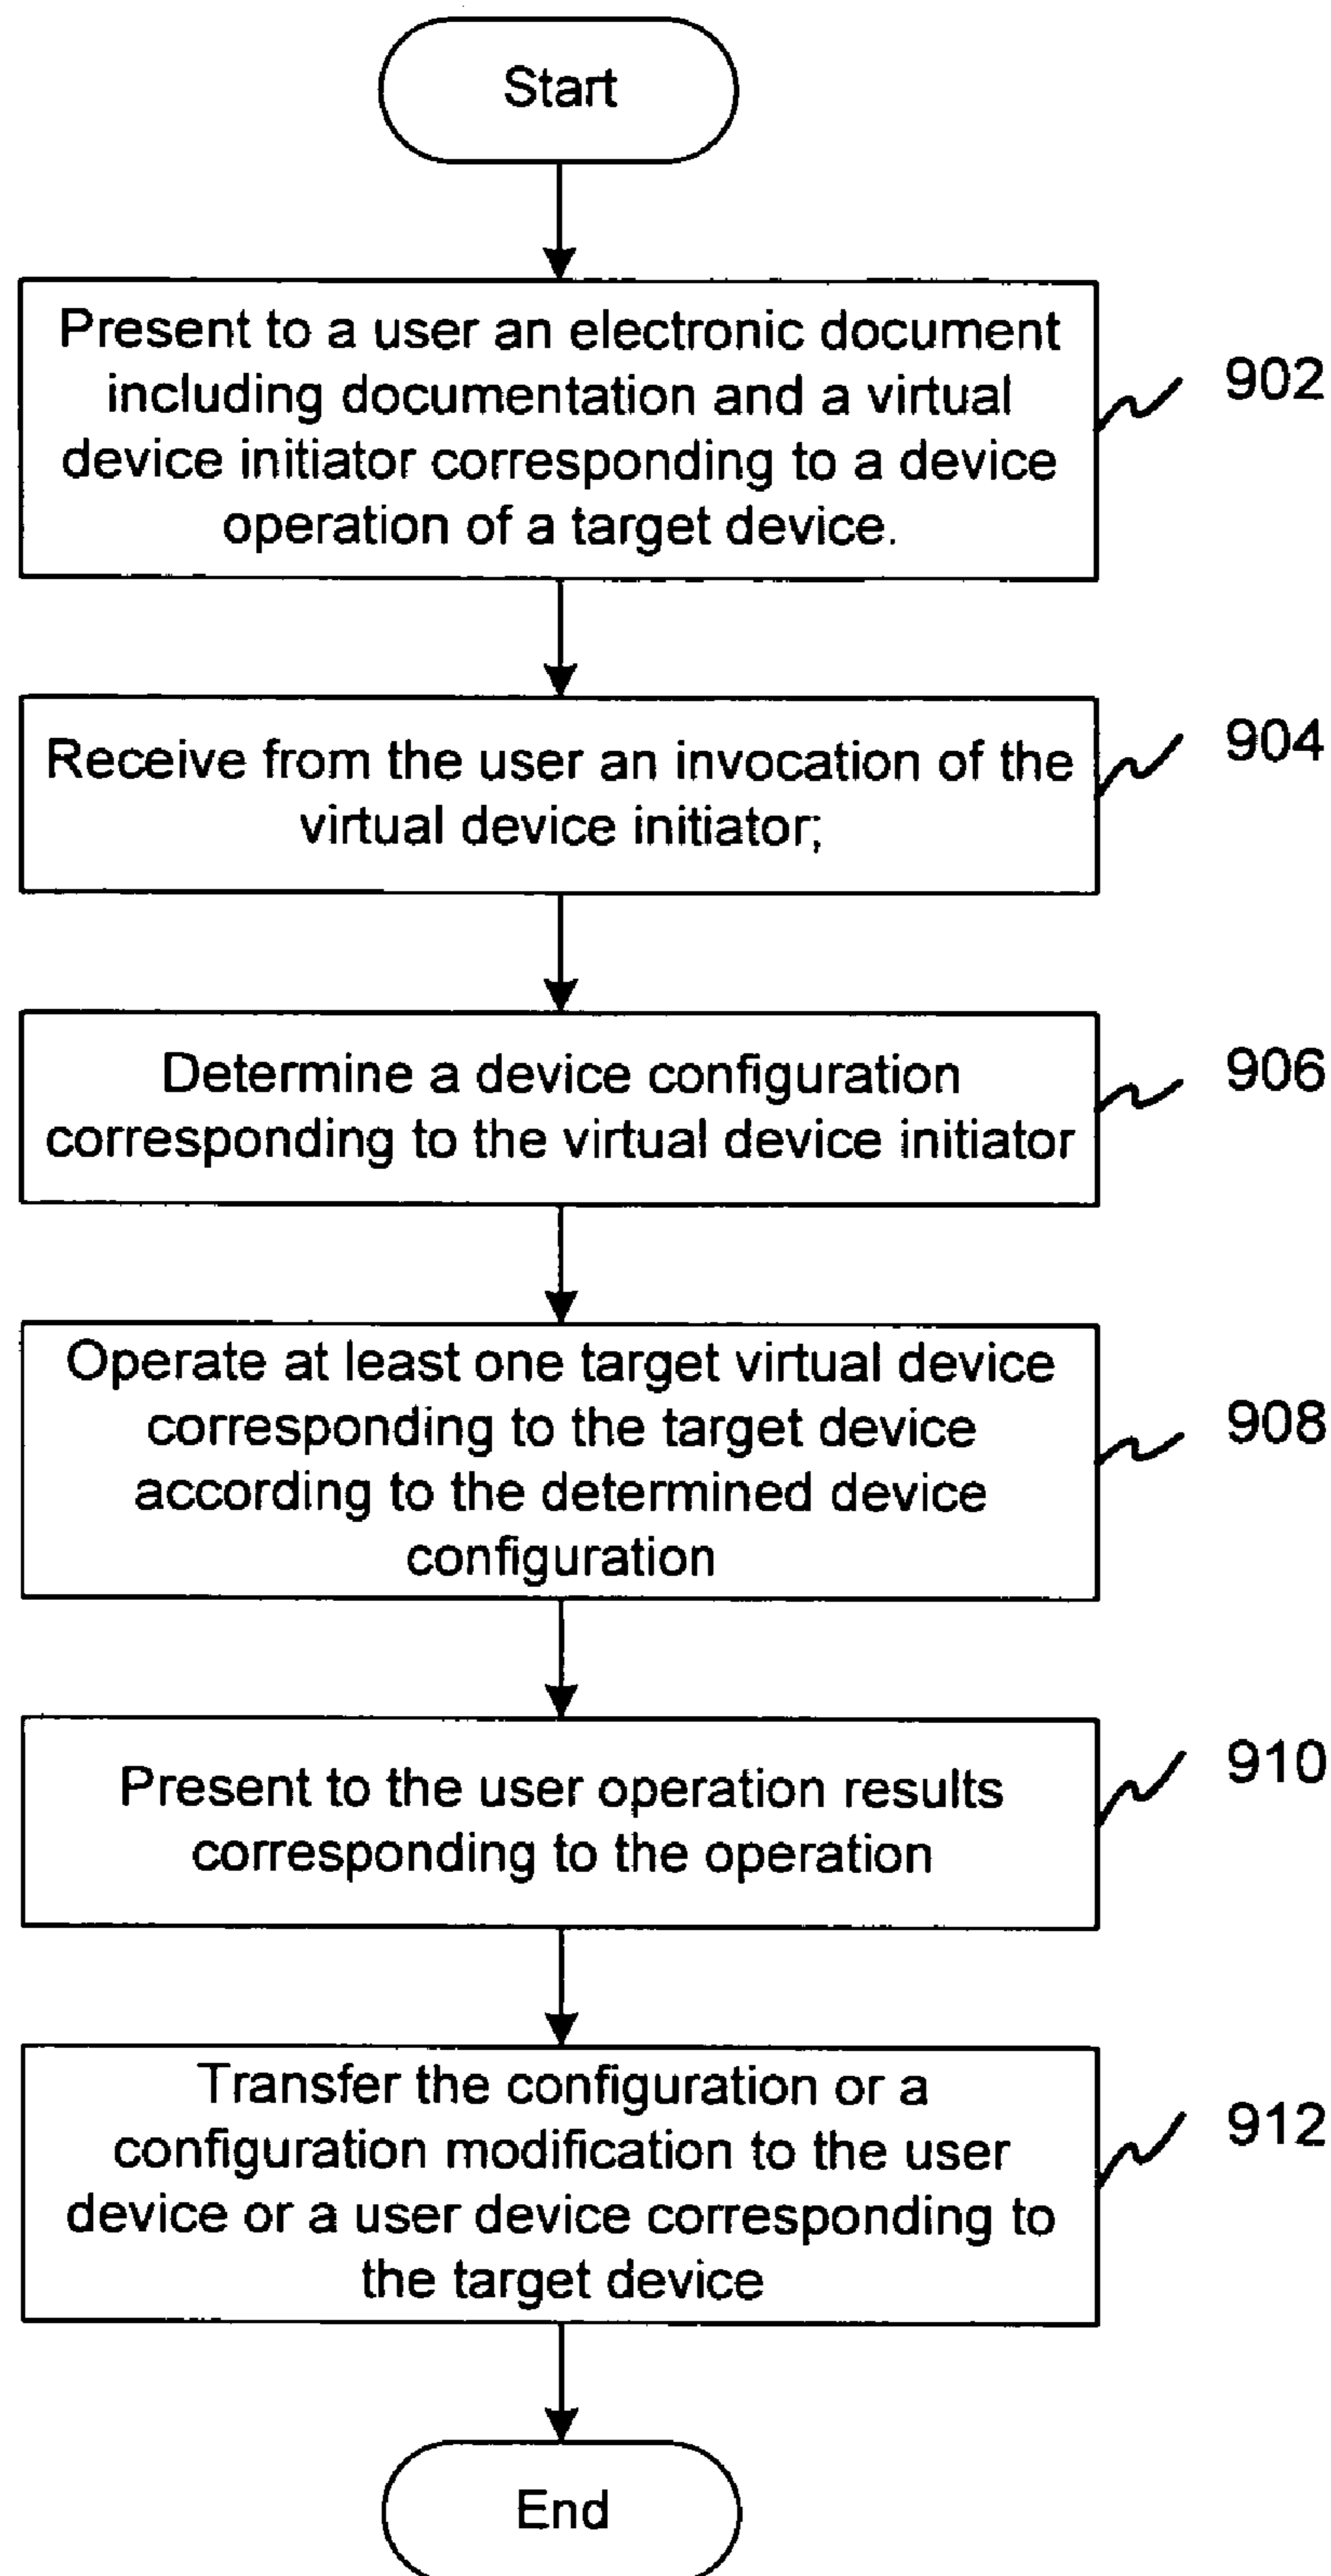 Start
Present to a user an electronic document
including documentation and a virtual
device initiator corresponding to a device
operation of a target device.
902
Receive from the user an invocation of the
virtual device initiator;
904
Determine a device configuration
corresponding to the virtual device initiator
906
Operate at least one target virtual device
corresponding to the target device
according to the determined device
configuration
908
Present to the user operation results
corresponding to the operation
910
Transfer the configuration or a
configuration modification to the user
device or a user device corresponding to
the target device
912
End